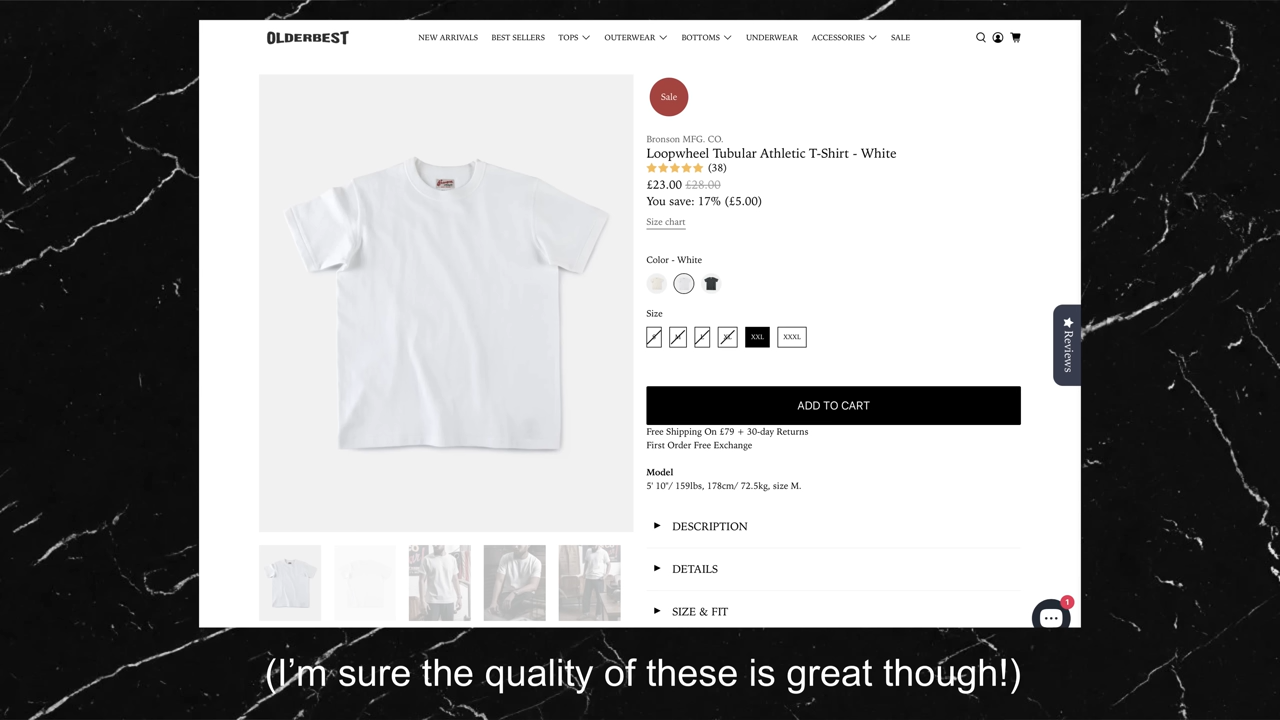 OLDERBEST
NEW ARRIVALS BEST SELLERS TOPS OUTERWEAR BOTTOMS UNDERWEAR ACCESSORIES SALE
Sale
Bronson MFG. CO.
Loopwheel Tubular Athletic T-Shirt - White
(38)
£23.00 £28.00
You save: 17% (£5.00)
Size chart
Color - White
Size
S M L XL XXL XXXL
Reviews
ADD TO CART
Free Shipping On £79 + 30-day Returns
First Order Free Exchange
Model
5' 10"/ 159lbs, 178cm/ 72.5kg, size M.
DESCRIPTION
DETAILS
SIZE & FIT
1
(I'm sure the quality of these is great though!)